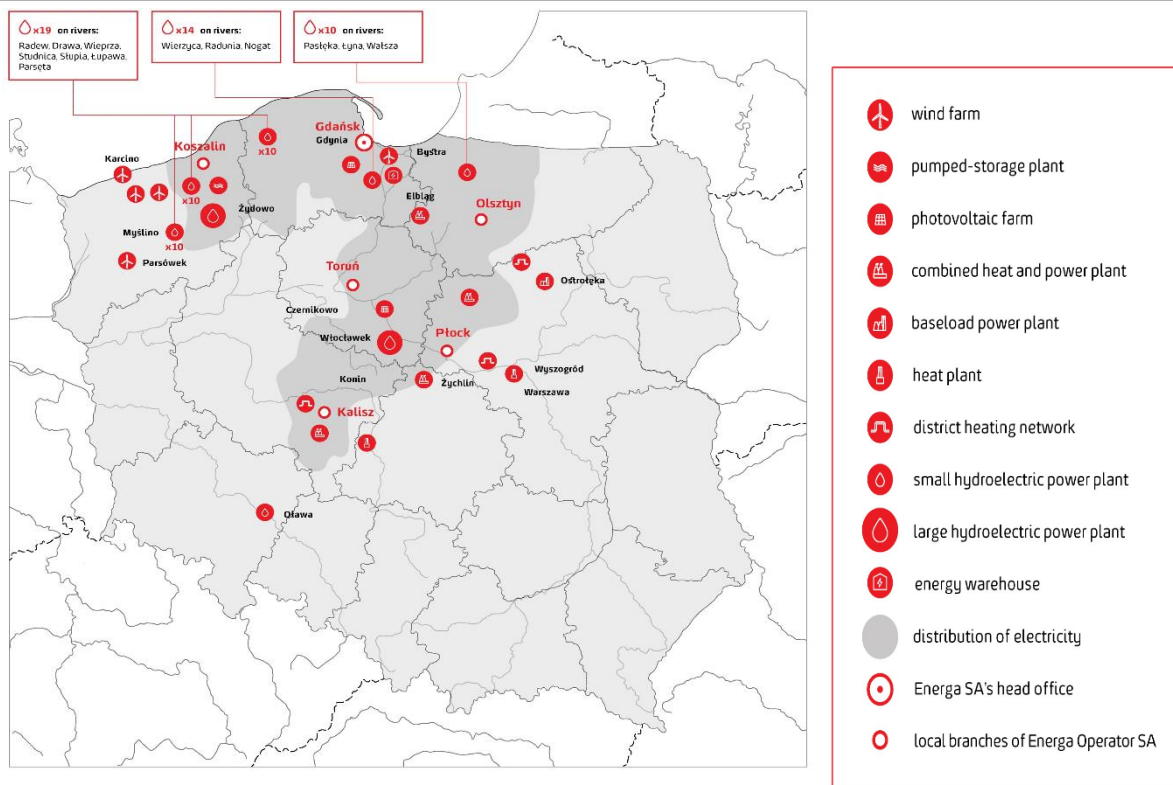 x19 on rivers:
Radew, Drawa, Wieprza,
Studnica, Słupia, Łupawa,
Parsęta
x14 on rivers:
Wierzyca, Radunia, Nogat
x10 on rivers:
Pasłęka, Łyna, Wałsza
Gdańsk
Gdynia
Koszalin
x10
Bystra
Karcino
x10
Elbląg
Olsztyn
Żydowo
Myślino
x10
Parsówek
Toruń
Ostrołęka
Czernikowo
Włocławek
Płock
Wyszogród
Konin
Żychlin
Warszawa
Kalisz
Oława
wind farm
pumped-storage plant
photovoltaic farm
combined heat and power plant
baseload power plant
heat plant
district heating network
small hydroelectric power plant
large hydroelectric power plant
energy warehouse
distribution of electricity
Energa SA's head office
local branches of Energa Operator SA